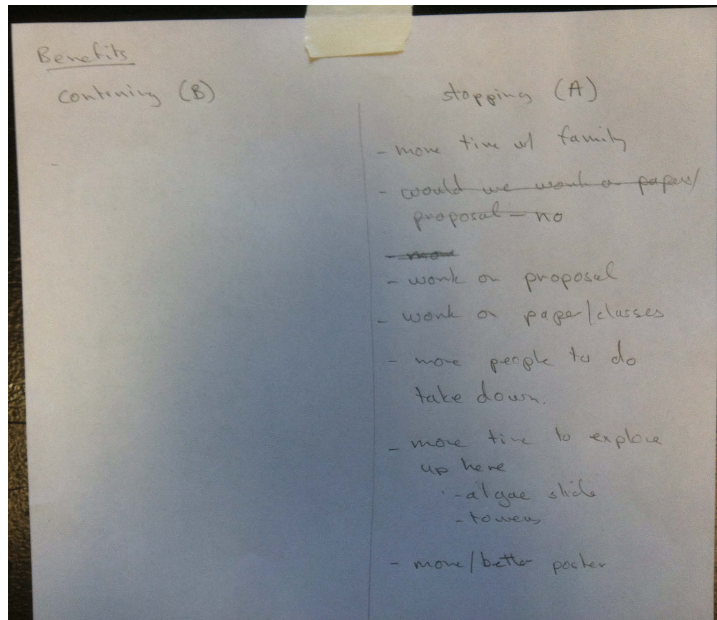 Benefits
continuing (B)
stopping (A)
- more time w/ family
- would we work on paper/
proposal - no
- mor
- work on proposal
- work on paper/classes
- more people to do
take down.
- more time to explore
up here
- algae slide
- towers
- more/better poster